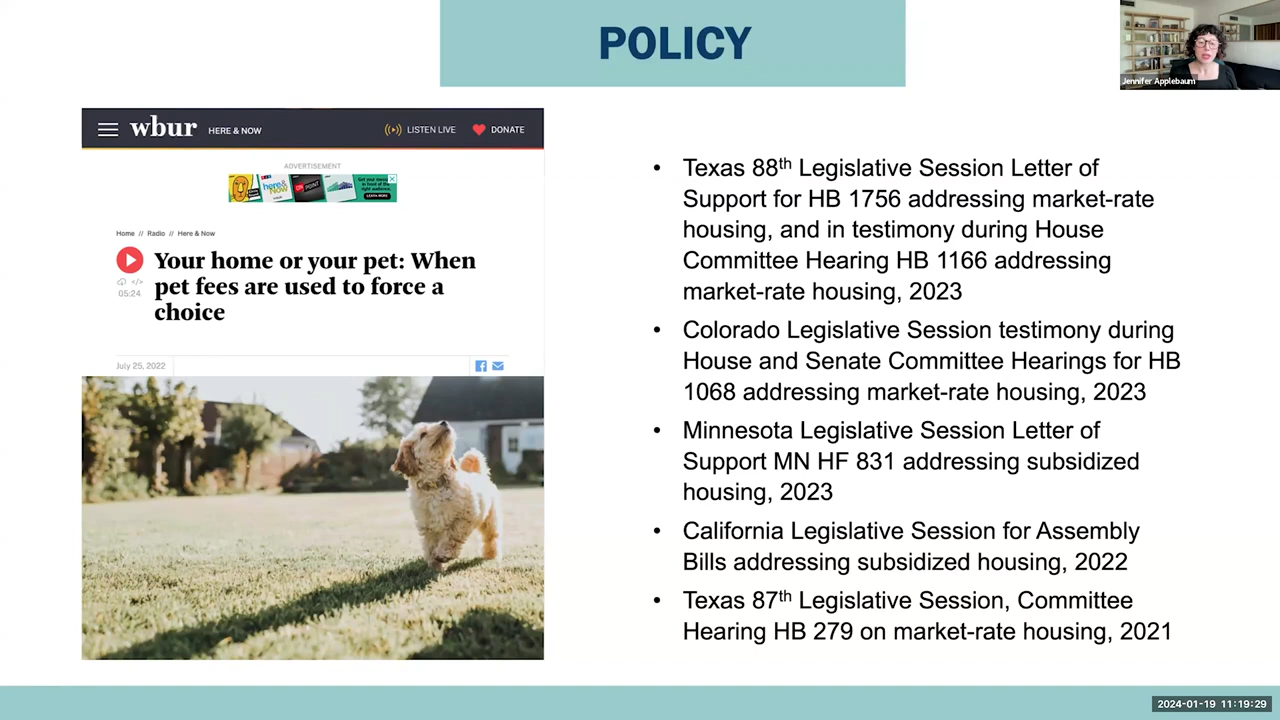 POLICY
Jennifer Applebaum
wbur HERE & NOW LISTEN LIVE DONATE
ADVERTISEMENT
here& NOW
LEARN MORE
Home // Radio // Here & Now
Your home or your pet: When
pet fees are used to force a
choice
05:24
July 25, 2022
• Texas 88th Legislative Session Letter of
Support for HB 1756 addressing market-rate
housing, and in testimony during House
Committee Hearing HB 1166 addressing
market-rate housing, 2023
• Colorado Legislative Session testimony during
House and Senate Committee Hearings for HB
1068 addressing market-rate housing, 2023
• Minnesota Legislative Session Letter of
Support MN HF 831 addressing subsidized
housing, 2023
• California Legislative Session for Assembly
Bills addressing subsidized housing, 2022
• Texas 87th Legislative Session, Committee
Hearing HB 279 on market-rate housing, 2021
2024-01-19 11:19:29